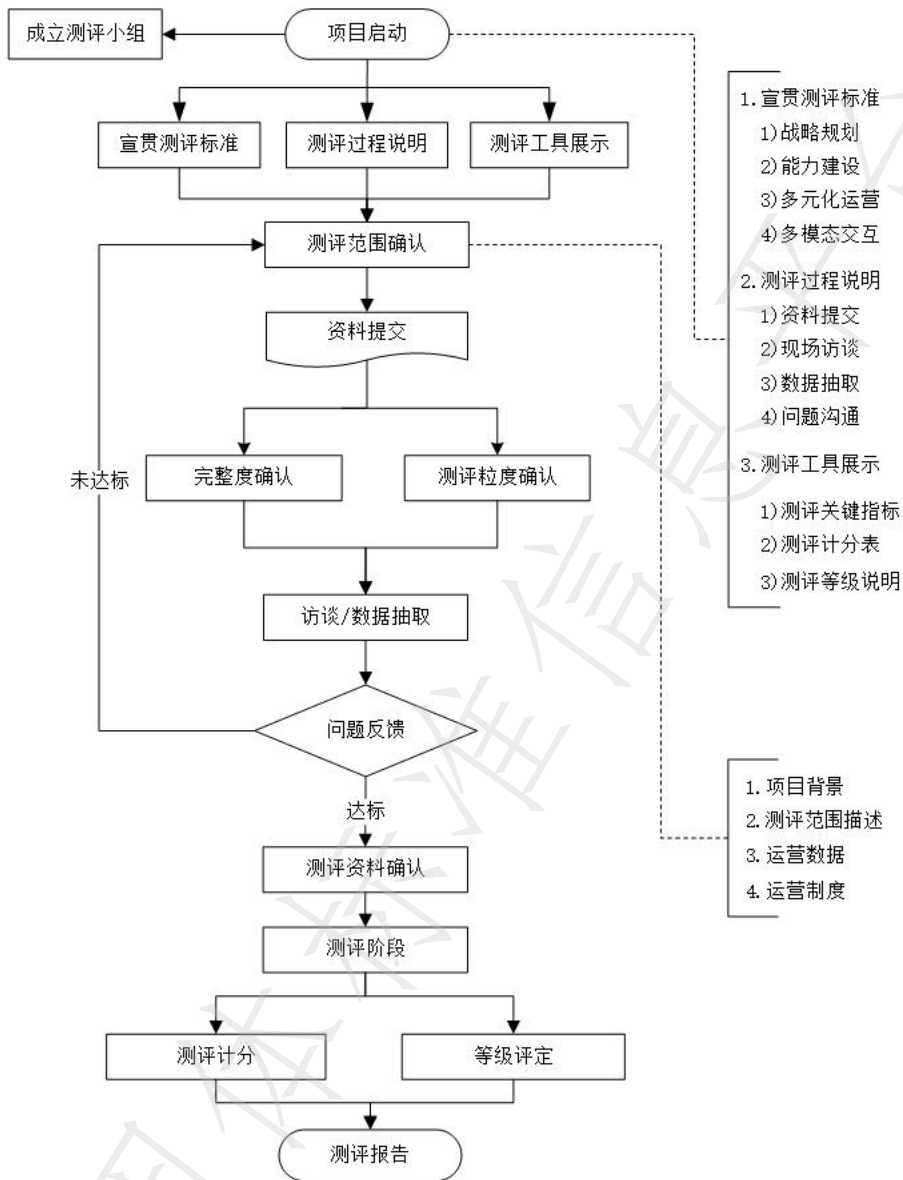 成立测评小组
项目启动
宣贯测评标准
测评过程说明
测评工具展示
测评范围确认
资料提交
完整度确认
测评粒度确认
未达标
访谈/数据抽取
问题反馈
达标
测评资料确认
测评阶段
测评计分
等级评定
测评报告
1.宣贯测评标准
1)战略规划
2)能力建设
3)多元化运营
4)多模态交互
2.测评过程说明
1)资料提交
2)现场访谈
3)数据抽取
4)问题沟通
3.测评工具展示
1)测评关键指标
2)测评计分表
3)测评等级说明
1.项目背景
2.测评范围描述
3.运营数据
4.运营制度
团体标准信息平台